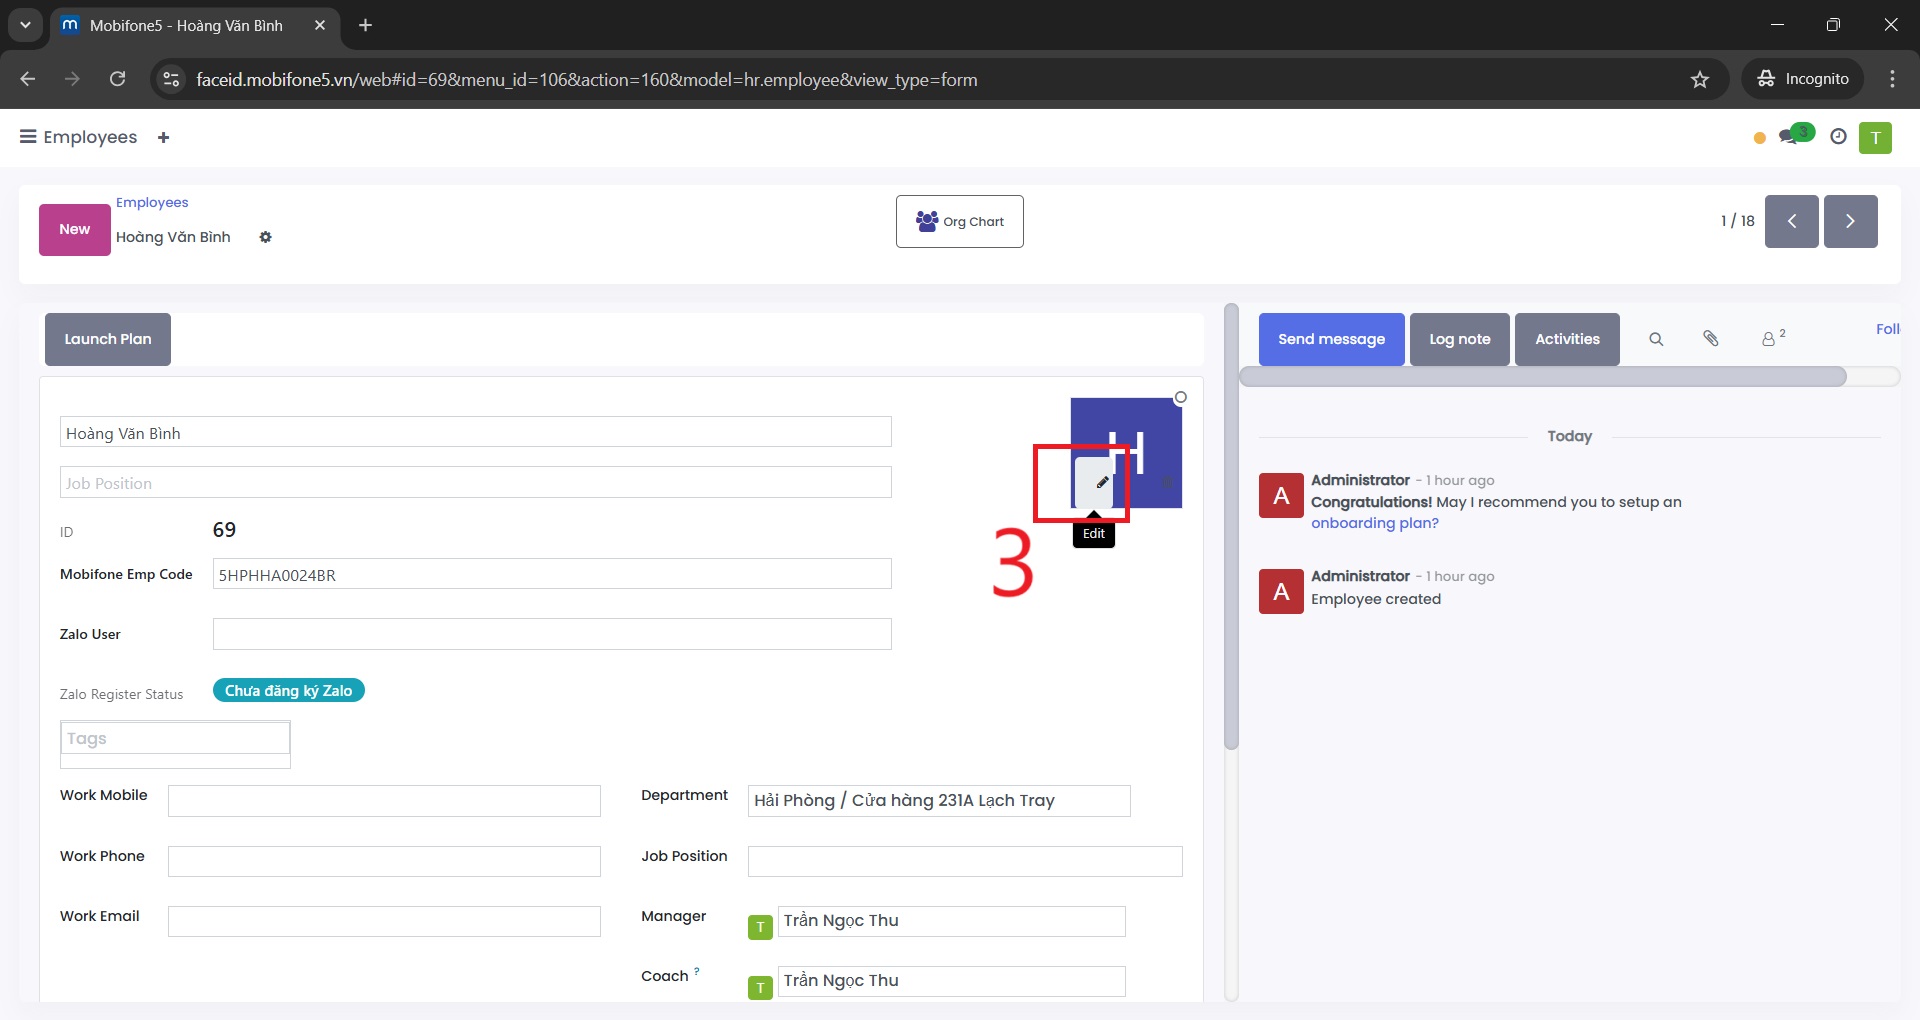 Mobifone5 - Hoàng Văn Bình
faceid.mobifone5.vn/web#id=69&menu_id=106&action=160&model=hr.employee&view_type=form
Incognito
Employees
3
T
New
Employees
Hoàng Văn Bình
Org Chart
1 / 18
Launch Plan
Send message
Log note
Activities
2
Foll
Hoàng Văn Bình
H
Job Position
Edit
3
ID
69
Mobifone Emp Code
5HPHHA0024BR
Zalo User
Zalo Register Status
Chưa đăng ký Zalo
Tags
Work Mobile
Department
Hải Phòng / Cửa hàng 231A Lạch Tray
Work Phone
Job Position
Work Email
Manager
T
Trần Ngọc Thu
Coach ?
T
Trần Ngọc Thu
Today
A
Administrator - 1 hour ago
Congratulations! May I recommend you to setup an
onboarding plan?
A
Administrator - 1 hour ago
Employee created